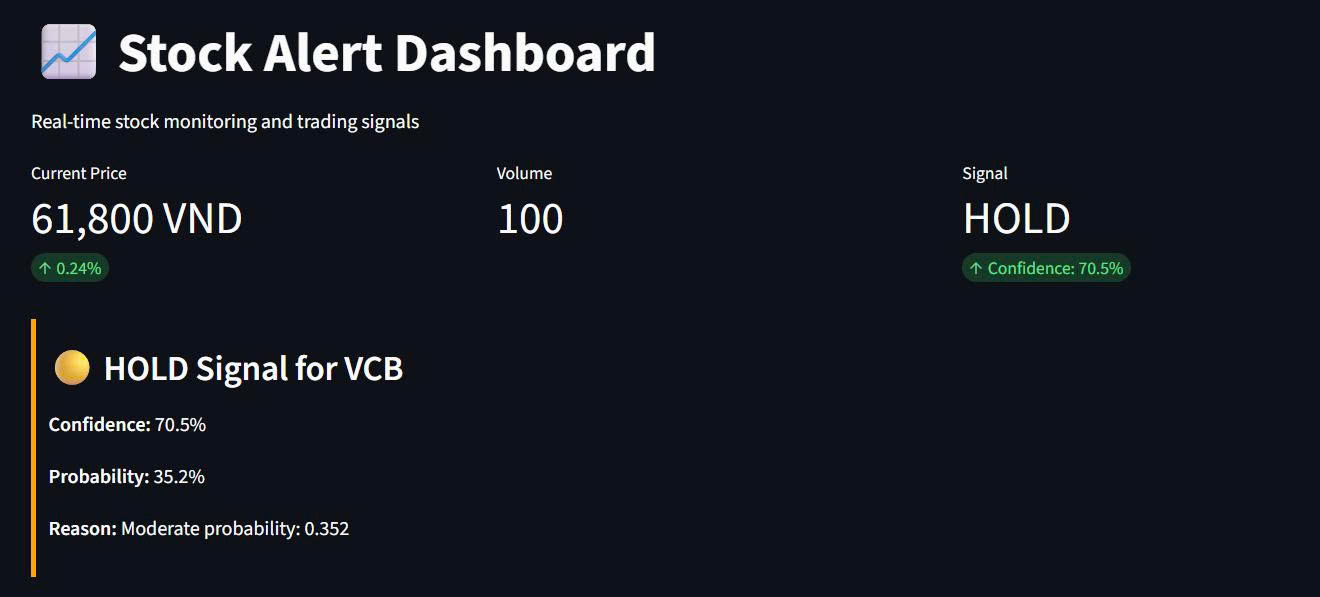 Stock Alert Dashboard
Real-time stock monitoring and trading signals
Current Price
61,800 VND
↑ 0.24%
Volume
100
Signal
HOLD
↑ Confidence: 70.5%
HOLD Signal for VCB
Confidence: 70.5%
Probability: 35.2%
Reason: Moderate probability: 0.352